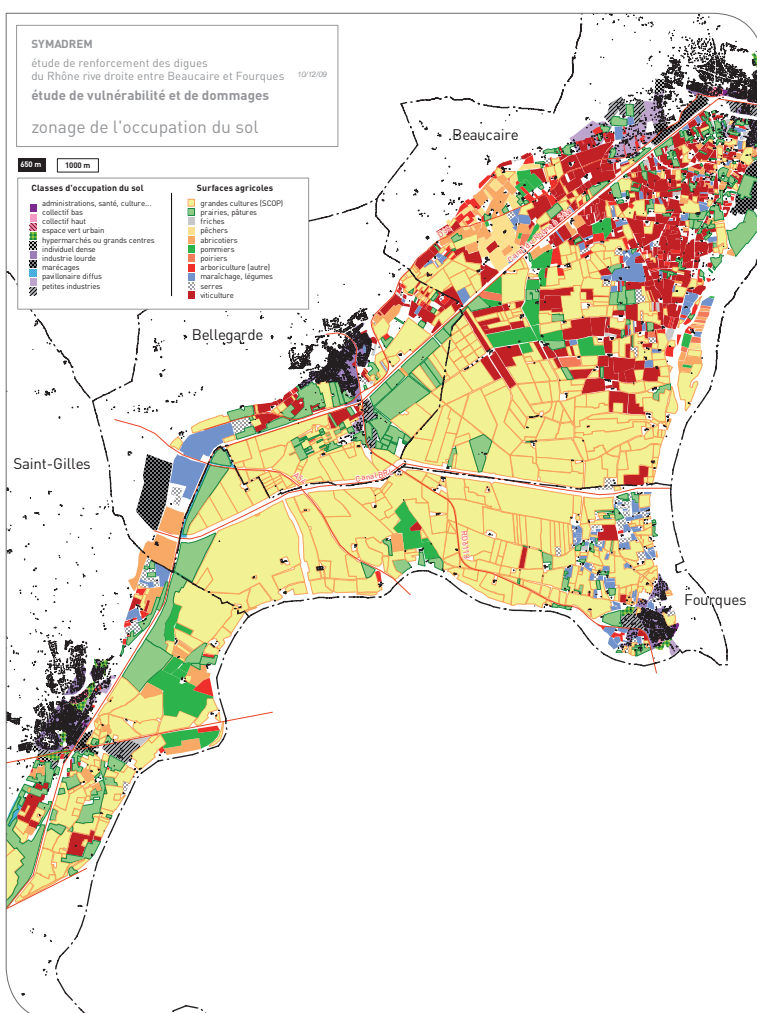 SYMADREM
étude de renforcement des digues
du Rhône rive droite entre Beaucaire et Fourques 10/12/09
étude de vulnérabilité et de dommages
zonage de l'occupation du sol
650 m 1000 m
Classes d'occupation du sol
administrations, santé, culture...
collectif bas
collectif haut
espace vert urbain
hypermarchés ou grands centres
individuel dense
industrie lourde
marécages
pavillonaire diffus
petites industries
Surfaces agricoles
grandes cultures (SCOP)
prairies, pâtures
friches
pêchers
abricotiers
pommiers
poiriers
arboriculture (autre)
maraîchage, légumes
serres
viticulture
Beaucaire
Bellegarde
Saint-Gilles
Canal BRL
RD6113
Fourques